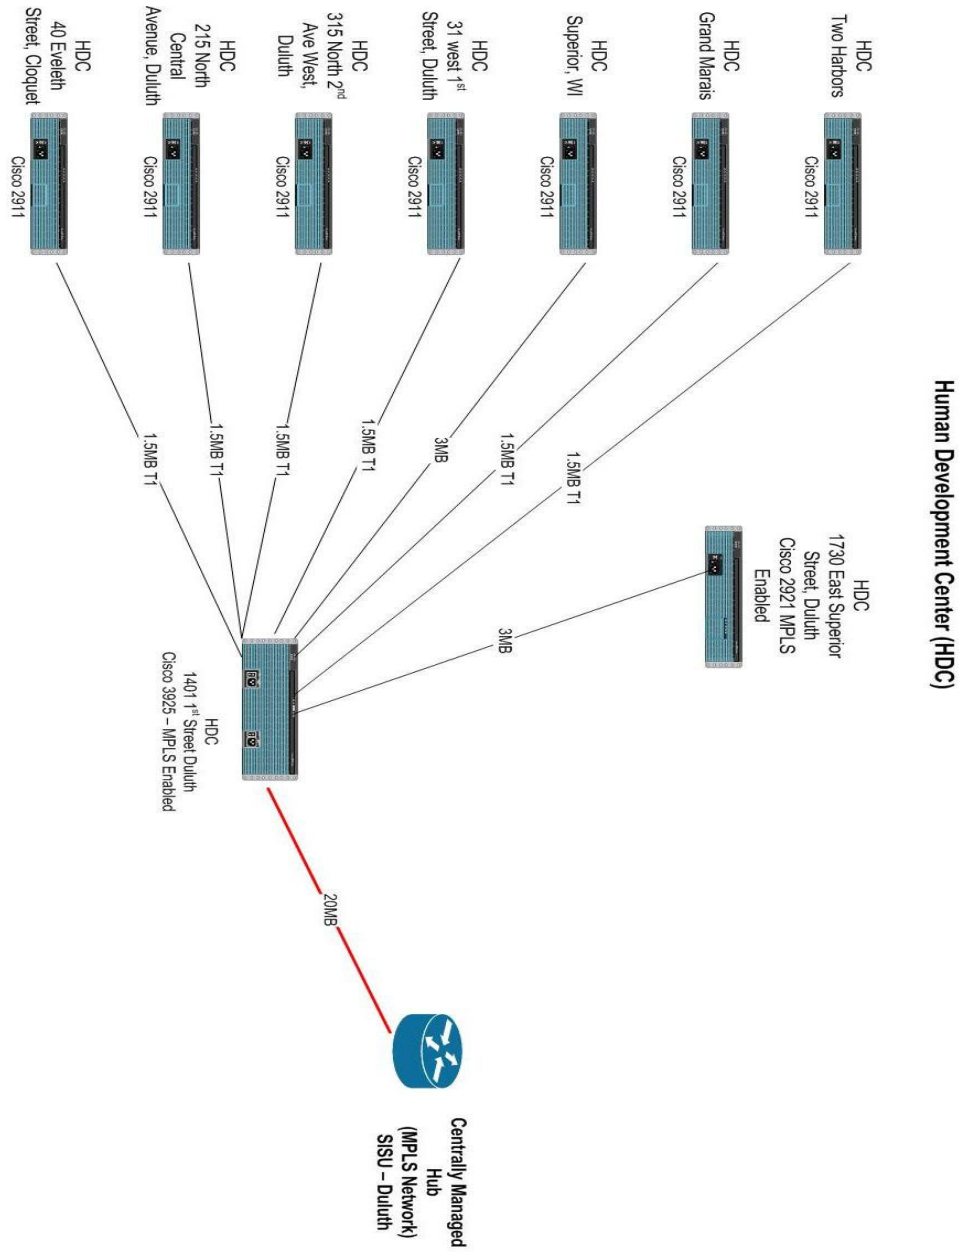 Human Development Center (HDC)
HDC
Two Harbors
Cisco 2911
HDC
Grand Marais
Cisco 2911
HDC
Superior, WI
Cisco 2911
HDC
31 west 1st
Street, Duluth
Cisco 2911
HDC
315 North 2nd
Ave West,
Duluth
Cisco 2911
HDC
215 North
Central
Avenue, Duluth
Cisco 2911
HDC
40 Eveleth
Street, Cloquet
Cisco 2911
1.5MB T1
1.5MB T1
3MB
1.5MB T1
1.5MB T1
1.5MB T1
1.5MB T1
HDC
1730 East Superior
Street, Duluth
Cisco 2921 MPLS
Enabled
3MB
HDC
1401 1st Street Duluth
Cisco 3925 – MPLS Enabled
20MB
Centrally Managed
Hub
(MPLS Network)
SISU – Duluth